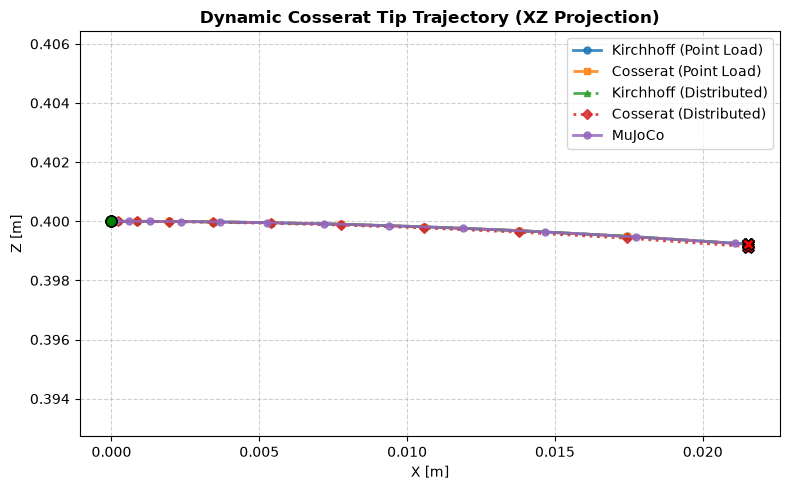 Dynamic Cosserat Tip Trajectory (XZ Projection)
0.406
0.404
0.402
0.400
0.398
0.396
0.394
Z [m]
Kirchhoff (Point Load)
Cosserat (Point Load)
Kirchhoff (Distributed)
Cosserat (Distributed)
MuJoCo
0.000
0.005
0.010
0.015
0.020
X [m]